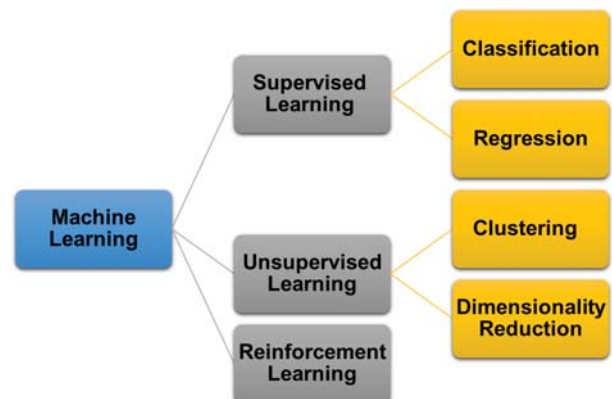 Machine
Learning
Supervised
Learning
Classification
Regression
Unsupervised
Learning
Clustering
Dimensionality
Reduction
Reinforcement
Learning